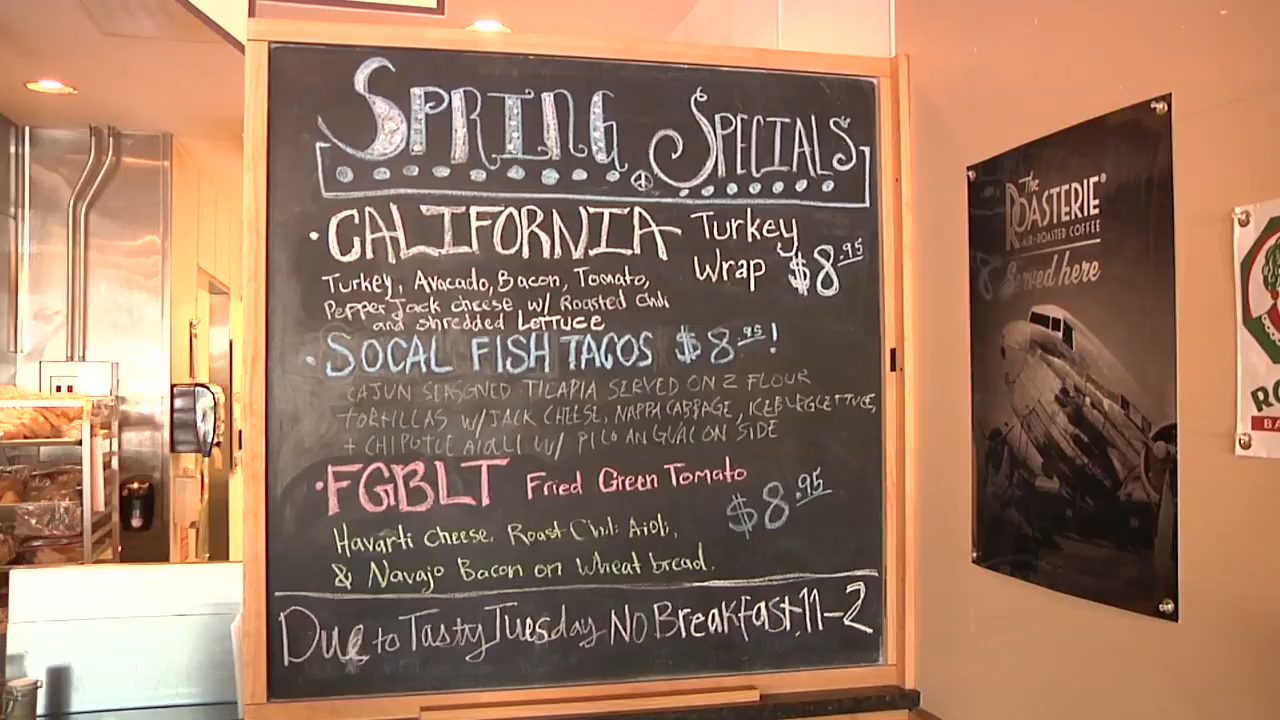 SPRING SPECIALS
• CALIFORNIA Turkey Wrap $8.95
Turkey, Avocado, Bacon, Tomato,
Pepper Jack cheese w/ Roasted Chili
and shredded Lettuce
• SOCAL FISH TACOS $8.95!
CAJUN SEASONED TILAPIA SERVED ON 2 FLOUR
TORTILLAS w/ JACK CHEESE, NAPPA CABBAGE,
+ CHIPOTLE AIOLI w/ PICO AN GUAC ON SIDE
• FGBLT Fried Green Tomato
$8.95
Havarti Cheese, Roast Chili Aioli,
& Navajo Bacon on Wheat bread.
Due to Tasty Tuesday NO Breakfast 11-2
The
ROASTERIE
AIR-ROASTED COFFEE
Served here